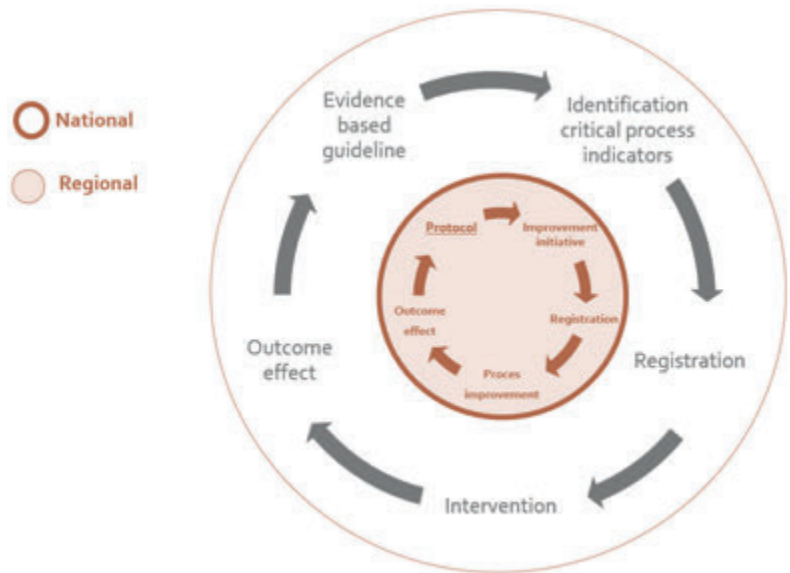 National
Regional
Evidence
based
guideline
Identification
critical process
indicators
Registration
Intervention
Outcome
effect
Protocol
Improvement
initiative
Registration
Proces
improvement
Outcome
effect